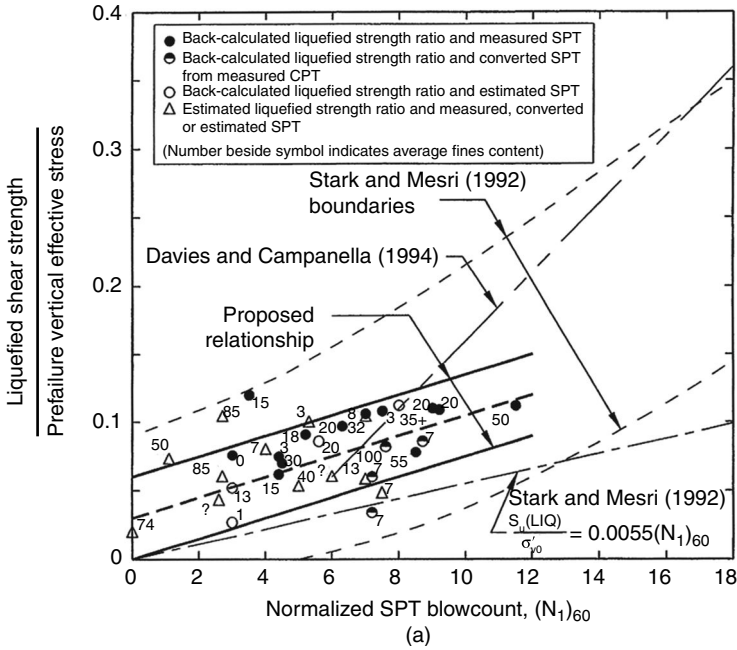 0.4
0.3
0.2
0.1
0
Liquefied shear strength
Prefailure vertical effective stress
Back-calculated liquefied strength ratio and measured SPT
Back-calculated liquefied strength ratio and converted SPT
from measured CPT
Back-calculated liquefied strength ratio and estimated SPT
Estimated liquefied strength ratio and measured, converted
or estimated SPT
(Number beside symbol indicates average fines content)
Stark and Mesri (1992)
boundaries
Davies and Campanella (1994)
Proposed
relationship
85
15
3
8
20
20
50
18
20
32
3
35+
50
7
3
20
7
85
0
30
100
55
?
13
15
40
?
13
7
7
74
1
7
Stark and Mesri (1992)
Su(LIQ)
σ′v0
= 0.0055(N1)60
0 2 4 6 8 10 12 14 16 18
Normalized SPT blowcount, (N1)60
(a)